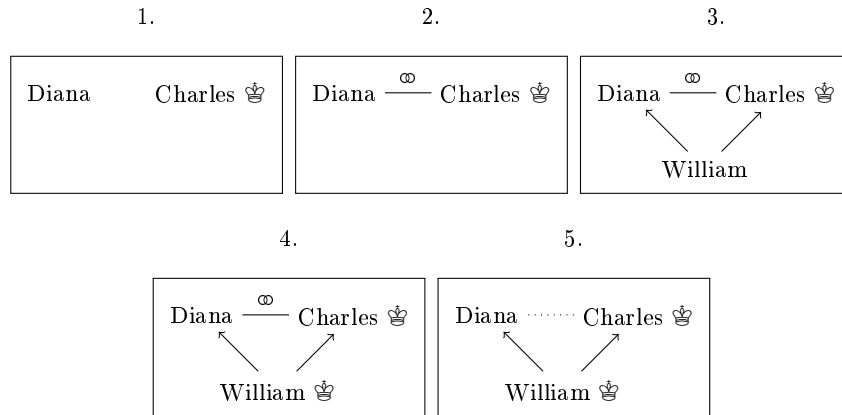 1. 2. 3.
Diana Charles ♔ Diana ⚭ Charles ♔ Diana ⚭ Charles ♔
William
4. 5.
Diana ⚭ Charles ♔ Diana Charles ♔
William ♔ William ♔